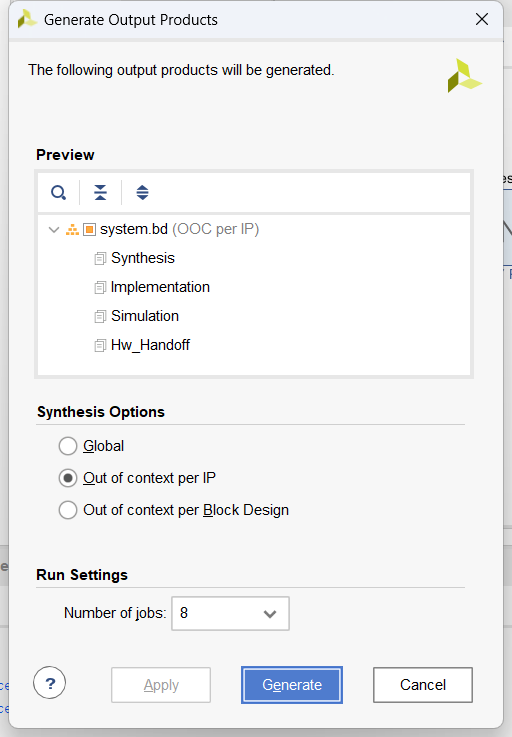 Generate Output Products
The following output products will be generated.
Preview
system.bd (OOC per IP)
Synthesis
Implementation
Simulation
Hw_Handoff
Synthesis Options
Global
Out of context per IP
Out of context per Block Design
Run Settings
Number of jobs: 8
? Apply Generate Cancel